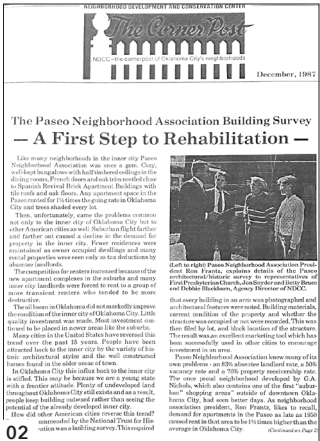 NEIGHBORHOOD DEVELOPMENT AND CONSERVATION CENTER
The Corner Post
NDCC—the cornerpost of Oklahoma City's neighborhoods
December, 1987
The Paseo Neighborhood Association Building Survey
— A First Step to Rehabilitation —
Like many neighborhoods in the inner city Paseo
Neighborhood Association was once a gem. Cozy,
well-kept bungalows with half timbered ceilings in the
dining rooms, French doors and oak trim nestled close
to Spanish Revival Brick Apartment Buildings with
tile roofs and oak floors. Any apartment space in the
Paseo rented for 1½ times the going rate in Oklahoma
City and trees shaded every lot.
Then, unfortunately, came the problems common
not only to the inner city of Oklahoma City but to
other American cities as well. Suburban flight farther
and farther out caused a decline in the demand for
property in the inner city. Fewer residences were
maintained as owner occupied dwellings and many
rental properties were seen only as tax deductions by
absentee landlords.
The competition for renters increased because of the
new apartment complexes in the suburbs and many
inner city landlords were forced to rent to a group of
more transient renters who tended to be more
destructive.
The oil boom in Oklahoma did not markedly improve
the condition of the inner city of Oklahoma City. Little
quality investment was made. Most investment con-
tinued to be placed in newer areas like the suburbs.
Many cities in the United States have reversed this
trend over the past 15 years. People have been
attracted back to the inner city by the variety of his-
toric architectural styles and the well constructed
homes found in the older areas of town.
In Oklahoma City this influx back to the inner city
is stifled. This may be because we are a young state
with a frontier attitude. Plenty of undeveloped land
throughout Oklahoma City still exists and as a result,
people keep building outward rather than seeing the
potential of the already developed inner city.
How did other American cities reverse this trend?
commended by the National Trust for His-
vation was a building survey. This required
(Left to right) Paseo Neighborhood Association Presi-
dent Ron Frantz, explains details of the Paseo
architectural/historic survey to representatives of
First Presbyterian Church, Jon Snyder and Betty Bruce
and Debbie Blackburn, Agency Director of NDCC.
that every building in an area was photographed and
architectural features were noted. Building materials,
current condition of the property and whether the
structure was occupied or not were recorded. This was
then filed by lot, and block location of the structure.
The result was an excellent marketing tool which has
been successfully used in other cities to encourage
investment in an area.
Paseo Neighborhood Association knew many of its
own problems - an 83% absentee landlord rate, a 50%
vacancy rate and a 70% property receivership rate.
The once proud neighborhood developed by G.A.
Nichols, which also contains one of the first "subur-
ban" shopping areas" outside of downtown Okla-
homa City, had seen better days. As neighborhood
association president, Ron Frantz, likes to recall,
demand for apartments in the Paseo as late as 1950
caused rents in that area to be 1½ times higher than the
average in Oklahoma City.
(Continued on Page 2)
02